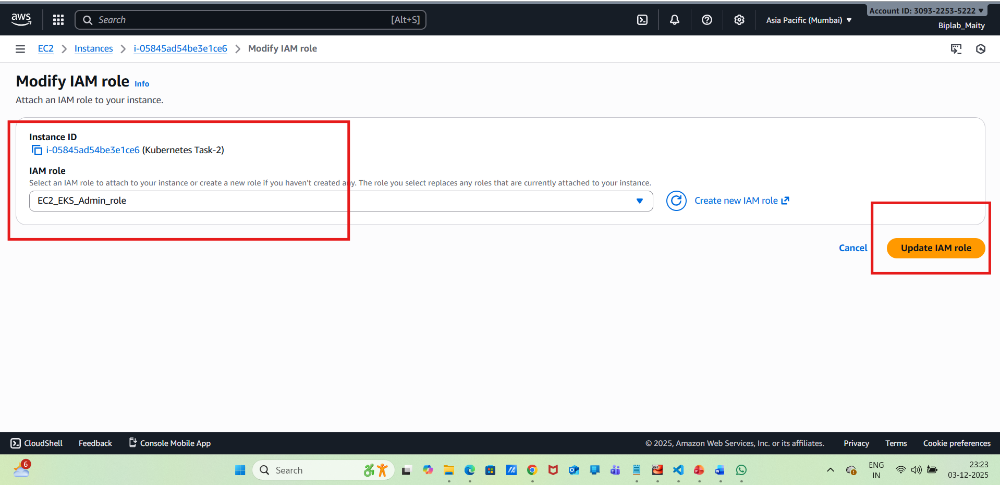 aws
Search [Alt+S]
Asia Pacific (Mumbai)
Account ID: 3093-2253-5222
Biplab_Maity
EC2 Instances i-05845ad54be3e1ce6 Modify IAM role
Modify IAM role Info
Attach an IAM role to your instance.
Instance ID
i-05845ad54be3e1ce6 (Kubernetes Task-2)
IAM role
Select an IAM role to attach to your instance or create a new role if you haven't created any. The role you select replaces any roles that are currently attached to your instance.
EC2_EKS_Admin_role
Create new IAM role
Cancel Update IAM role
CloudShell Feedback Console Mobile App
© 2025, Amazon Web Services, Inc. or its affiliates. Privacy Terms Cookie preferences
6
Search
ENG
IN
23:23
03-12-2025